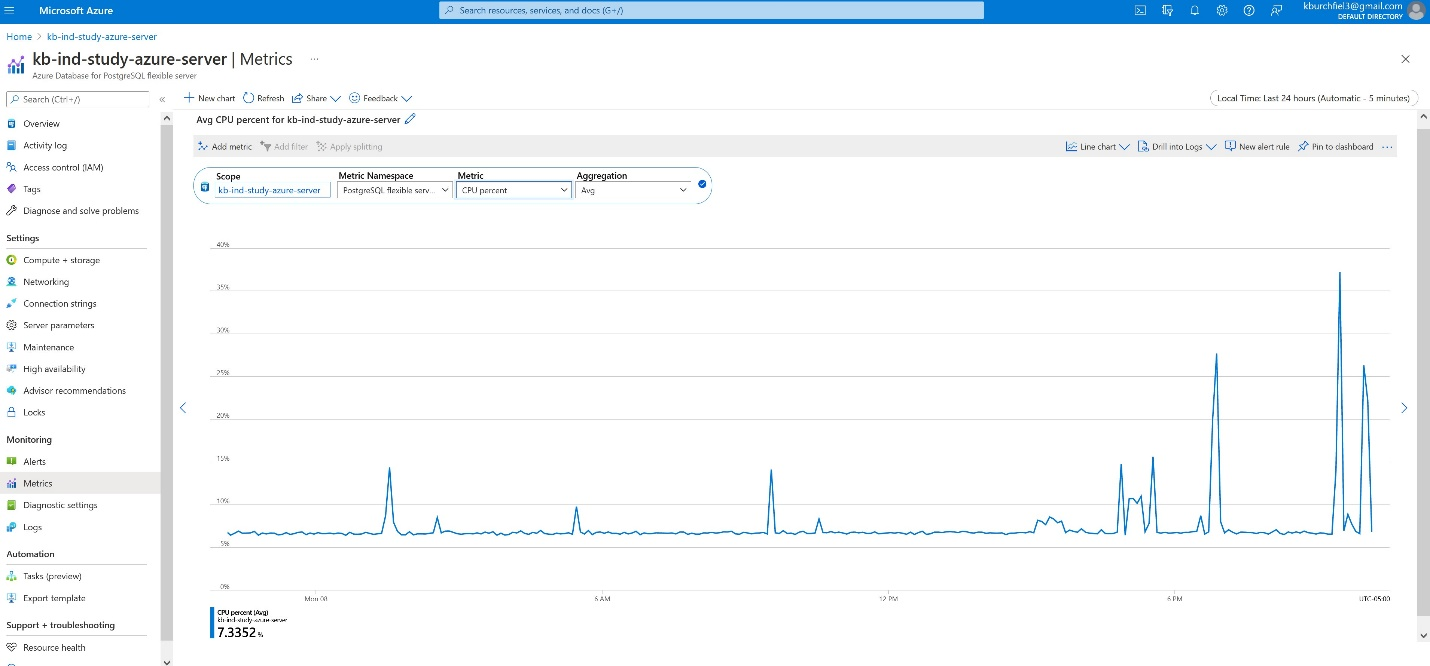 Microsoft Azure
Search resources, services, and docs (G+/)
kburchfiel3@gmail.com
DEFAULT DIRECTORY
Home > kb-ind-study-azure-server
kb-ind-study-azure-server | Metrics ...
Azure Database for PostgreSQL flexible server
Search (Ctrl+/)
«
New chart Refresh Share Feedback
Local Time: Last 24 hours (Automatic - 5 minutes)
Overview
Activity log
Access control (IAM)
Tags
Diagnose and solve problems
Settings
Compute + storage
Networking
Connection strings
Server parameters
Maintenance
High availability
Advisor recommendations
Locks
Monitoring
Alerts
Metrics
Diagnostic settings
Logs
Automation
Tasks (preview)
Export template
Support + troubleshooting
Resource health
Avg CPU percent for kb-ind-study-azure-server
Add metric Add filter Apply splitting
Line chart Drill into Logs New alert rule Pin to dashboard ...
Scope Metric Namespace Metric Aggregation
kb-ind-study-azure-server PostgreSQL flexible serv... CPU percent Avg
40%
35%
30%
25%
20%
15%
10%
5%
0%
Mon 08 6 AM 12 PM 6 PM UTC-05:00
CPU percent (Avg)
kb-ind-study-azure-server
7.3352 %